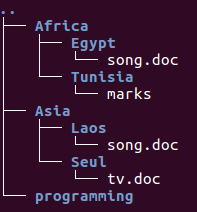 ..
Africa
Egypt
song.doc
Tunisia
marks
Asia
Laos
song.doc
Seul
tv.doc
programming